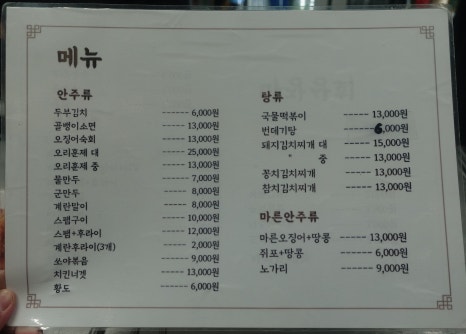 메뉴
안주류
두부김치 ------ 6,000원
골뱅이소면 ------ 13,000원
오징어숙회 ------ 13,000원
오리훈제 대 ------ 25,000원
오리훈제 중 ------ 13,000원
물만두 ------ 7,000원
군만두 ------ 8,000원
계란말이 ------ 8,000원
스팸구이 ------ 10,000원
스팸+후라이 ------ 12,000원
계란후라이(3개) ------ 2,000원
쏘야볶음 ------ 9,000원
치킨너겟 ------ 13,000원
황도 ------ 6,000원
탕류
국물떡볶이 ----- 13,000원
번데기탕 ----- 6,000원
돼지김치찌개 대 ----- 15,000원
" 중 ----- 13,000원
꽁치김치찌개 ----- 13,000원
참치김치찌개 ----- 13,000원
마른안주류
마른오징어+땅콩 ------ 13,000원
쥐포+땅콩 ------ 6,000원
노가리 ------ 9,000원